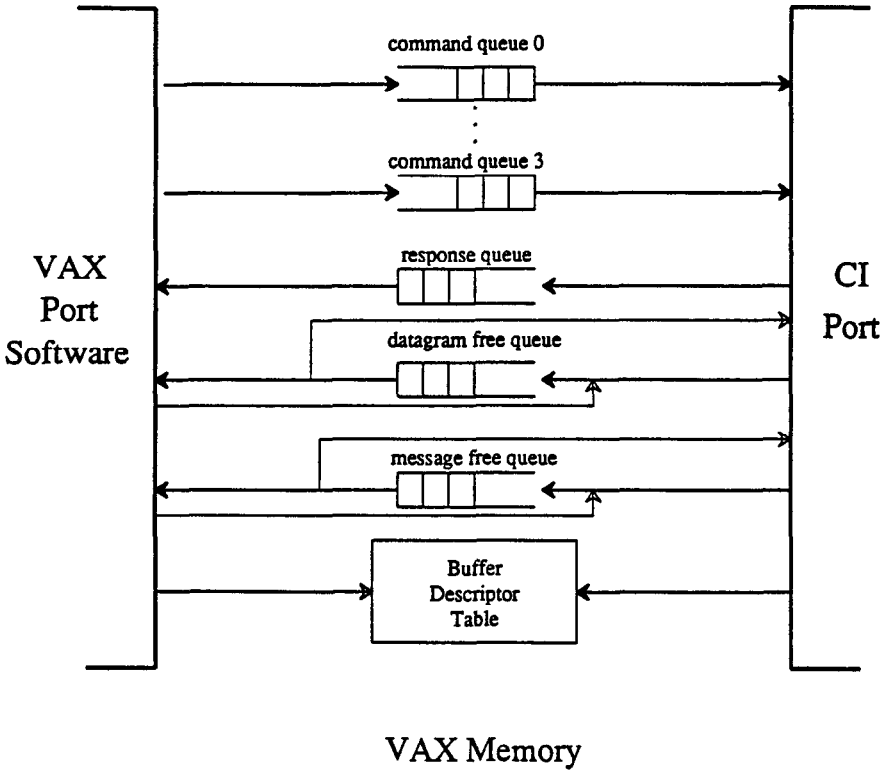 command queue 0
command queue 3
response queue
datagram free queue
message free queue
VAX
Port
Software
CI
Port
Buffer
Descriptor
Table
VAX Memory